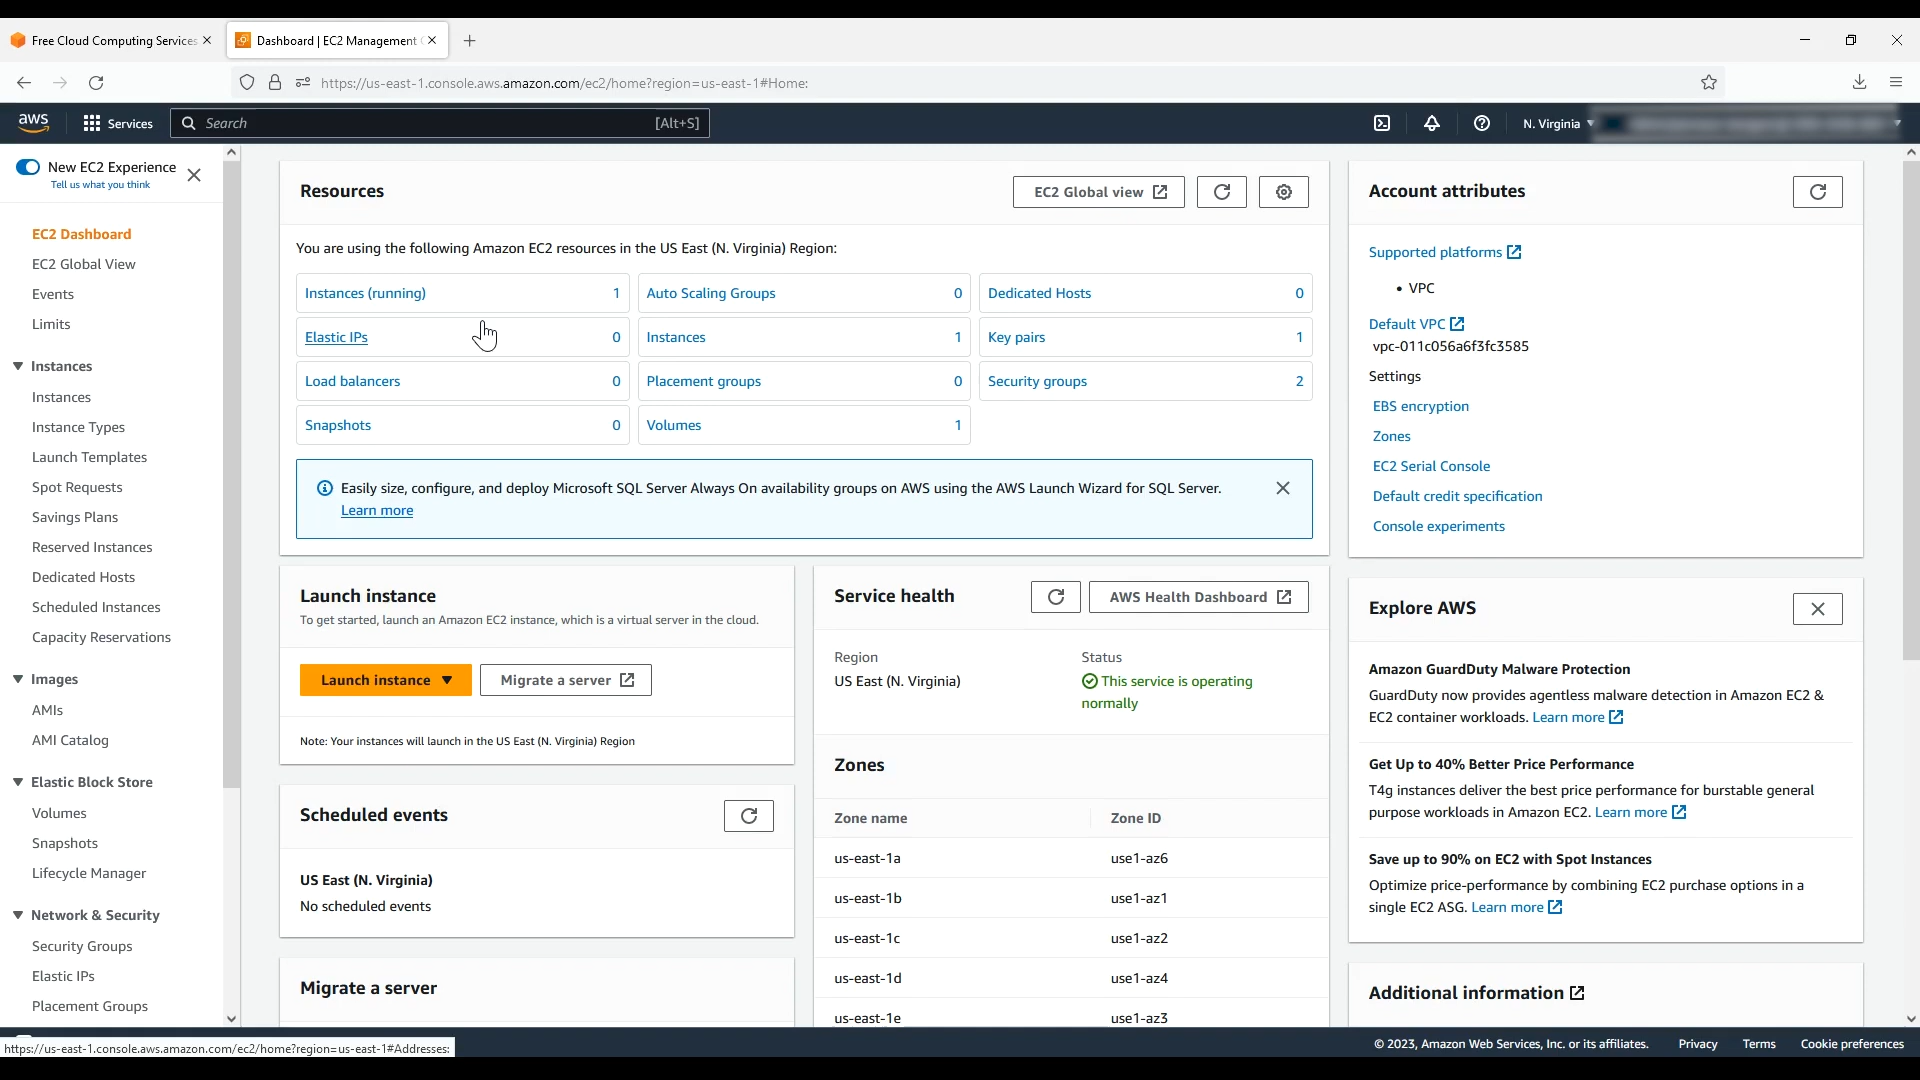 Free Cloud Computing Services
Dashboard | EC2 Management
https://us-east-1.console.aws.amazon.com/ec2/home?region=us-east-1#Home:
aws
Services
Search
[Alt+S]
N. Virginia
New EC2 Experience
Tell us what you think
EC2 Dashboard
EC2 Global View
Events
Limits
Instances
Instances
Instance Types
Launch Templates
Spot Requests
Savings Plans
Reserved Instances
Dedicated Hosts
Scheduled Instances
Capacity Reservations
Images
AMIs
AMI Catalog
Elastic Block Store
Volumes
Snapshots
Lifecycle Manager
Network & Security
Security Groups
Elastic IPs
Placement Groups
Resources
EC2 Global view
You are using the following Amazon EC2 resources in the US East (N. Virginia) Region:
Instances (running) 1
Auto Scaling Groups 0
Dedicated Hosts 0
Elastic IPs 0
Instances 1
Key pairs 1
Load balancers 0
Placement groups 0
Security groups 2
Snapshots 0
Volumes 1
Easily size, configure, and deploy Microsoft SQL Server Always On availability groups on AWS using the AWS Launch Wizard for SQL Server.
Learn more
Launch instance
To get started, launch an Amazon EC2 instance, which is a virtual server in the cloud.
Launch instance
Migrate a server
Note: Your instances will launch in the US East (N. Virginia) Region
Scheduled events
US East (N. Virginia)
No scheduled events
Migrate a server
Service health
AWS Health Dashboard
Region
US East (N. Virginia)
Status
This service is operating
normally
Zones
Zone name Zone ID
us-east-1a use1-az6
us-east-1b use1-az1
us-east-1c use1-az2
us-east-1d use1-az4
us-east-1e use1-az3
Account attributes
Supported platforms
• VPC
Default VPC
vpc-011c056a6f3fc3585
Settings
EBS encryption
Zones
EC2 Serial Console
Default credit specification
Console experiments
Explore AWS
Amazon GuardDuty Malware Protection
GuardDuty now provides agentless malware detection in Amazon EC2 &
EC2 container workloads. Learn more
Get Up to 40% Better Price Performance
T4g instances deliver the best price performance for burstable general
purpose workloads in Amazon EC2. Learn more
Save up to 90% on EC2 with Spot Instances
Optimize price-performance by combining EC2 purchase options in a
single EC2 ASG. Learn more
Additional information
https://us-east-1.console.aws.amazon.com/ec2/home?region=us-east-1#Addresses:
© 2023, Amazon Web Services, Inc. or its affiliates. Privacy Terms Cookie preferences